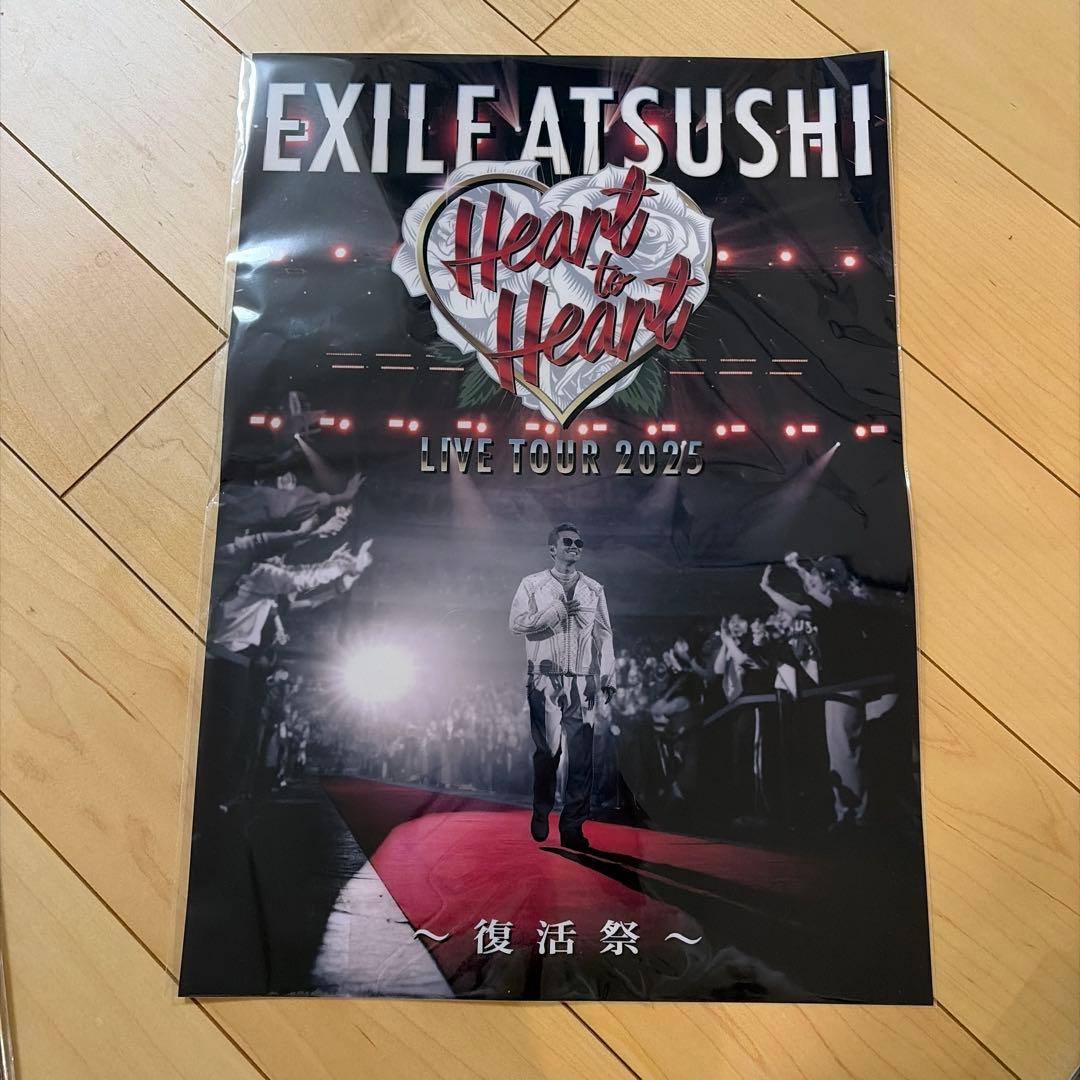 EXILE ATSUSHI
Heart
to
Heart
LIVE TOUR 2025
～復活祭～